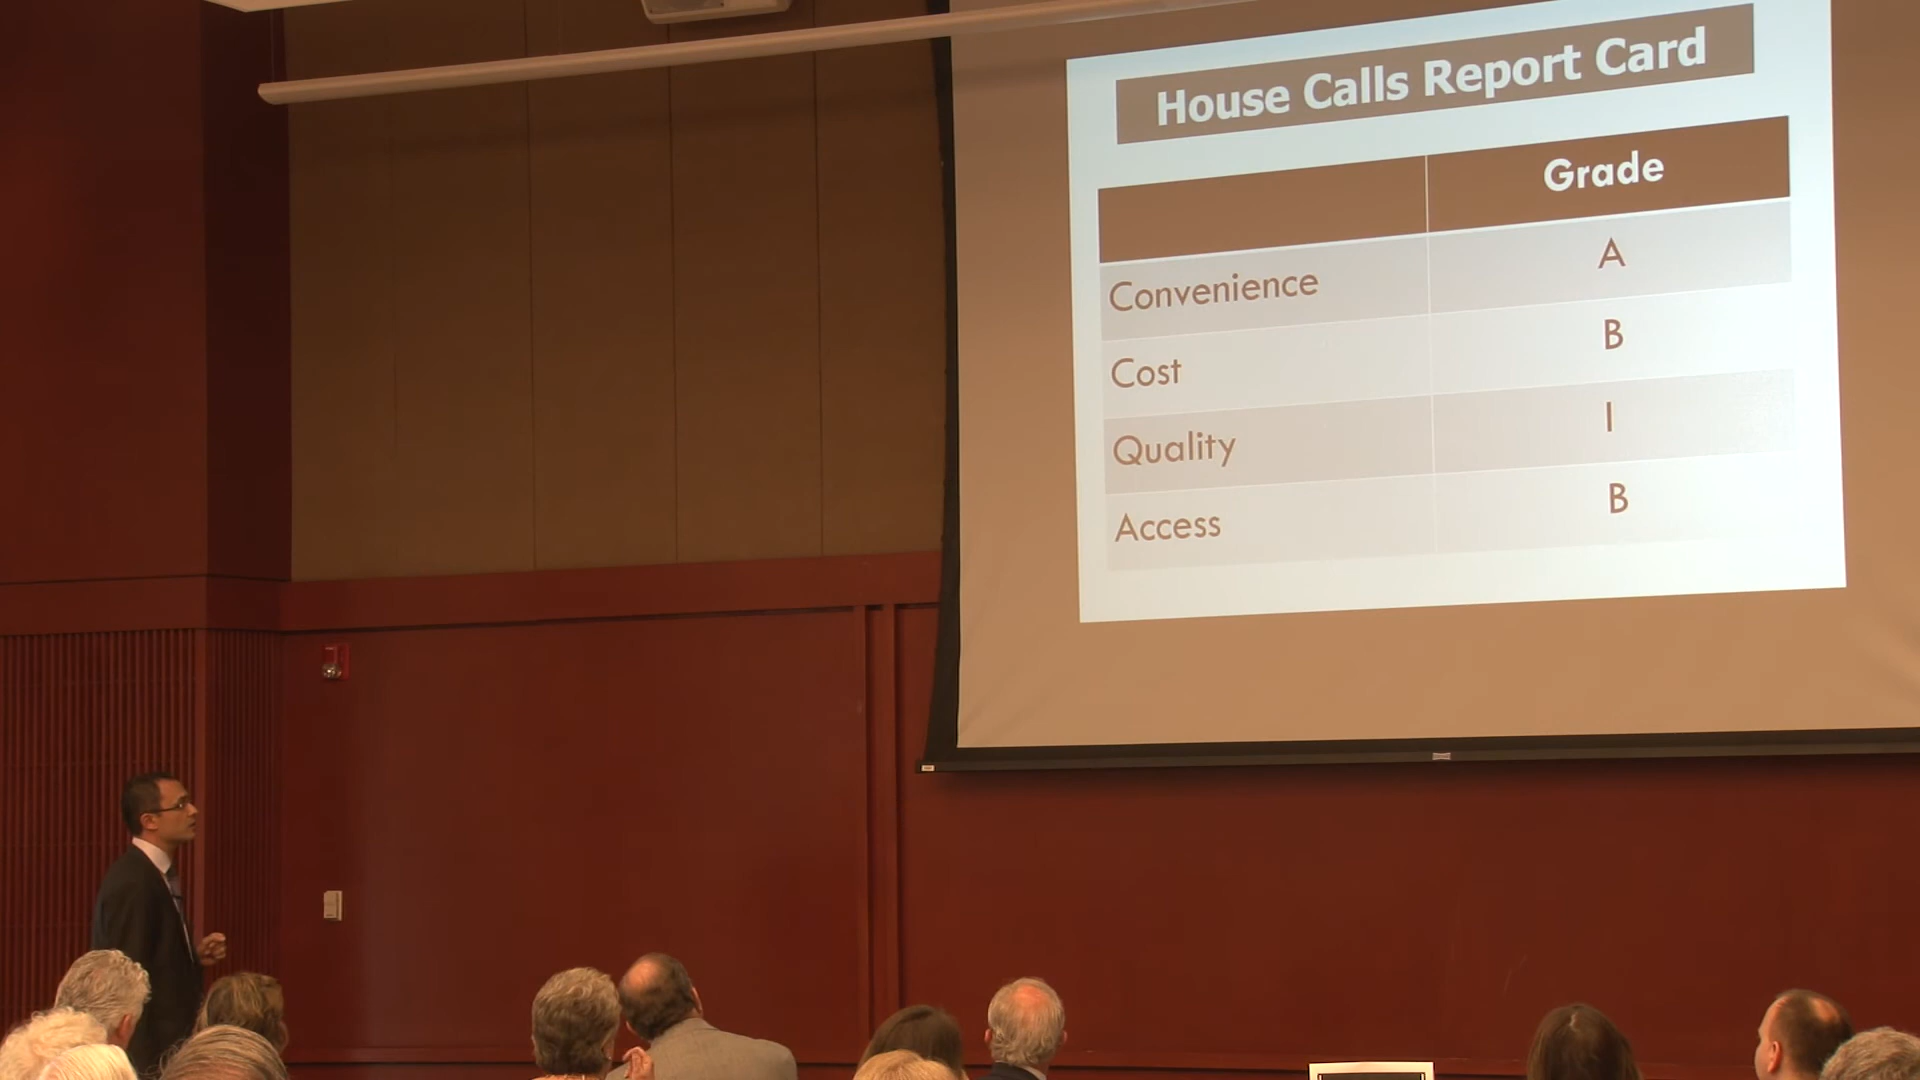 House Calls Report Card
Grade
Convenience A
Cost B
Quality I
Access B